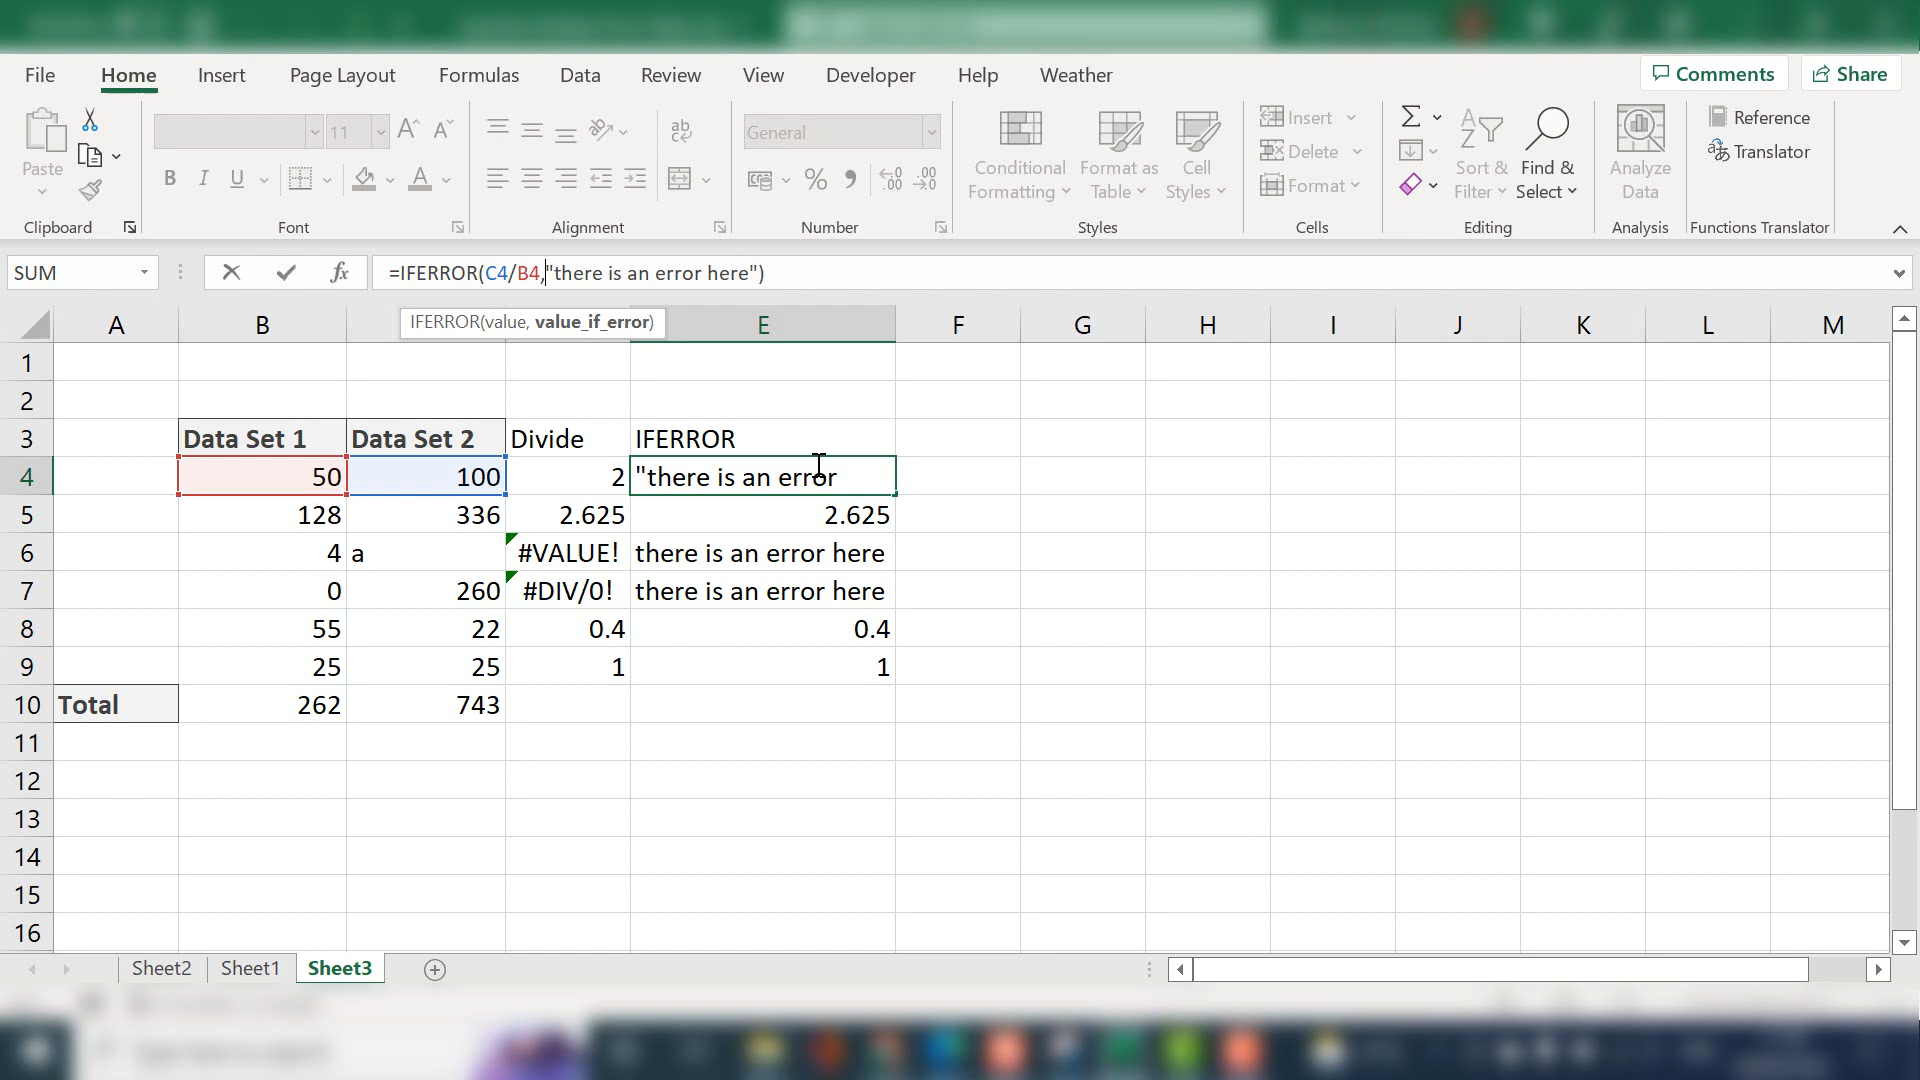 File Home Insert Page Layout Formulas Data Review View Developer Help Weather Comments Share
Paste
11
General
Conditional Formatting
Format as Table
Cell Styles
Insert
Delete
Format
Sort & Filter
Find & Select
Analyze Data
Reference
Translator
Clipboard Font Alignment Number Styles Cells Editing Analysis Functions Translator
SUM fx =IFERROR(C4/B4,"there is an error here")
IFERROR(value, value_if_error)
A B E F G H I J K L M
1
2
3 Data Set 1 Data Set 2 Divide IFERROR
4 50 100 2 "there is an error
5 128 336 2.625 2.625
6 4 a #VALUE! there is an error here
7 0 260 #DIV/0! there is an error here
8 55 22 0.4 0.4
9 25 25 1 1
10 Total 262 743
11
12
13
14
15
16
Sheet2 Sheet1 Sheet3